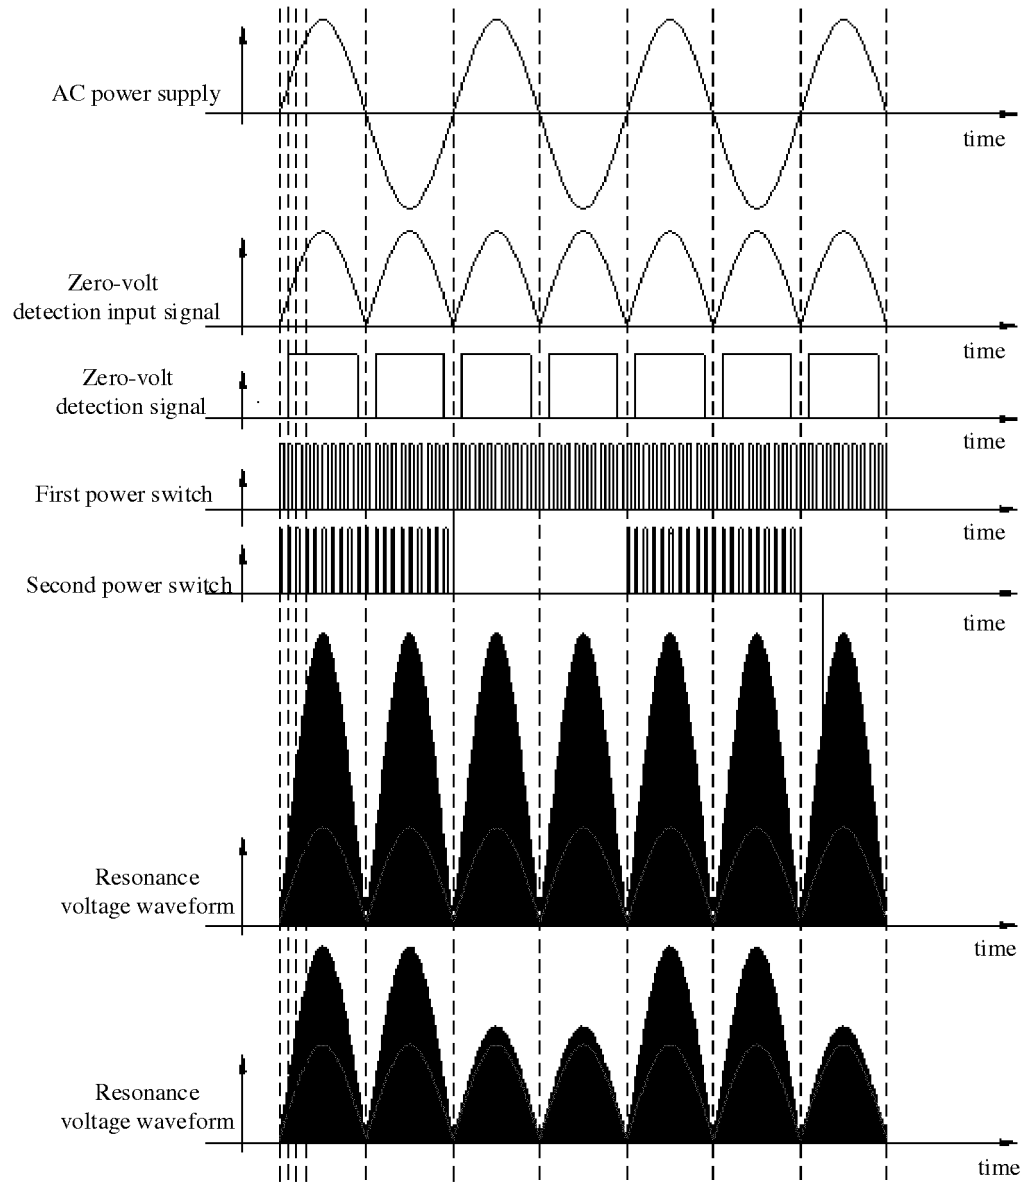 AC power supply
time
Zero-volt
detection input signal
time
Zero-volt
detection signal
time
First power switch
time
Second power switch
time
Resonance
voltage waveform
time
Resonance
voltage waveform
time